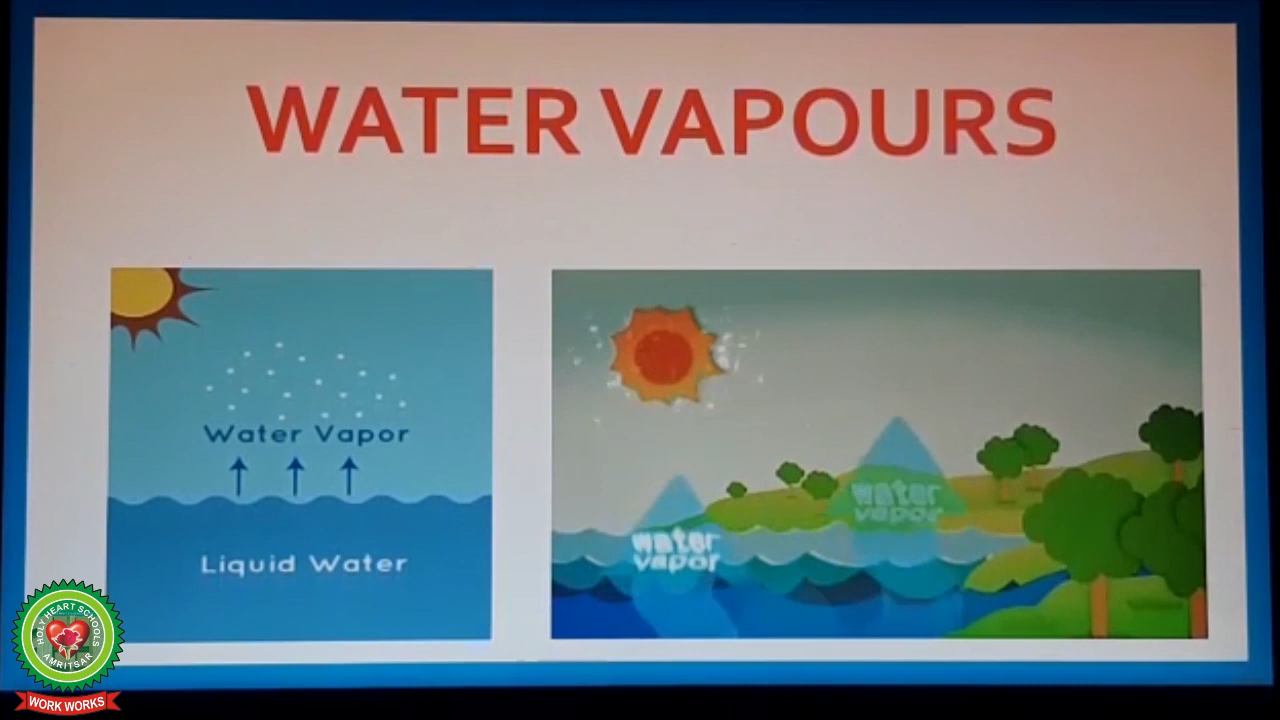 WATER VAPOURS
Water Vapor
Liquid Water
water
vapor
water
vapor
HOLY HEART SCHOOLS
AMRITSAR
WORK WORKS